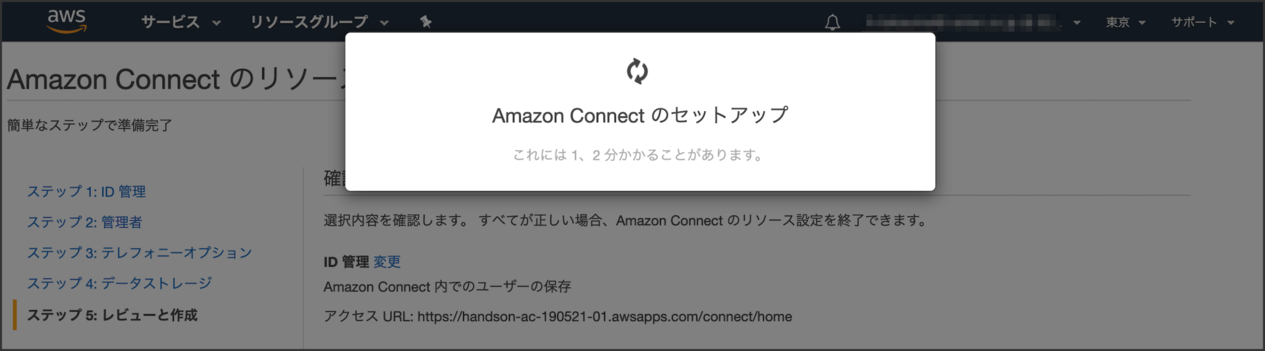 aws サービス リソースグループ 東京 サポート
Amazon Connect のセットアップ
これには 1、2 分かかることがあります。
Amazon Connect のリソー
簡単なステップで準備完了
ステップ 1: ID 管理
ステップ 2: 管理者
ステップ 3: テレフォニーオプション
ステップ 4: データストレージ
ステップ 5: レビューと作成
確
選択内容を確認します。 すべてが正しい場合、Amazon Connect のリソース設定を終了できます。
ID 管理 変更
Amazon Connect 内でのユーザーの保存
アクセス URL: https://handson-ac-190521-01.awsapps.com/connect/home